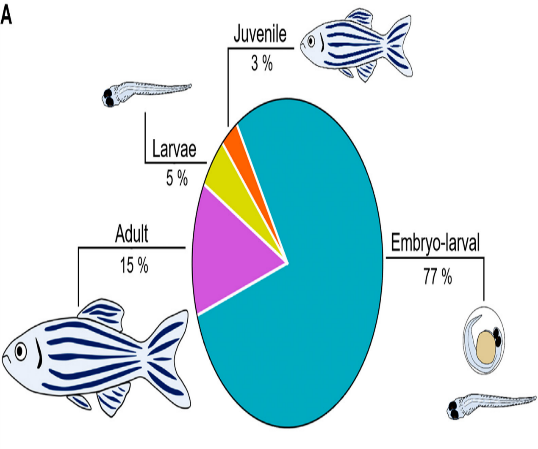 A
Juvenile
3 %
Larvae
5 %
Adult
15 %
Embryo-larval
77 %